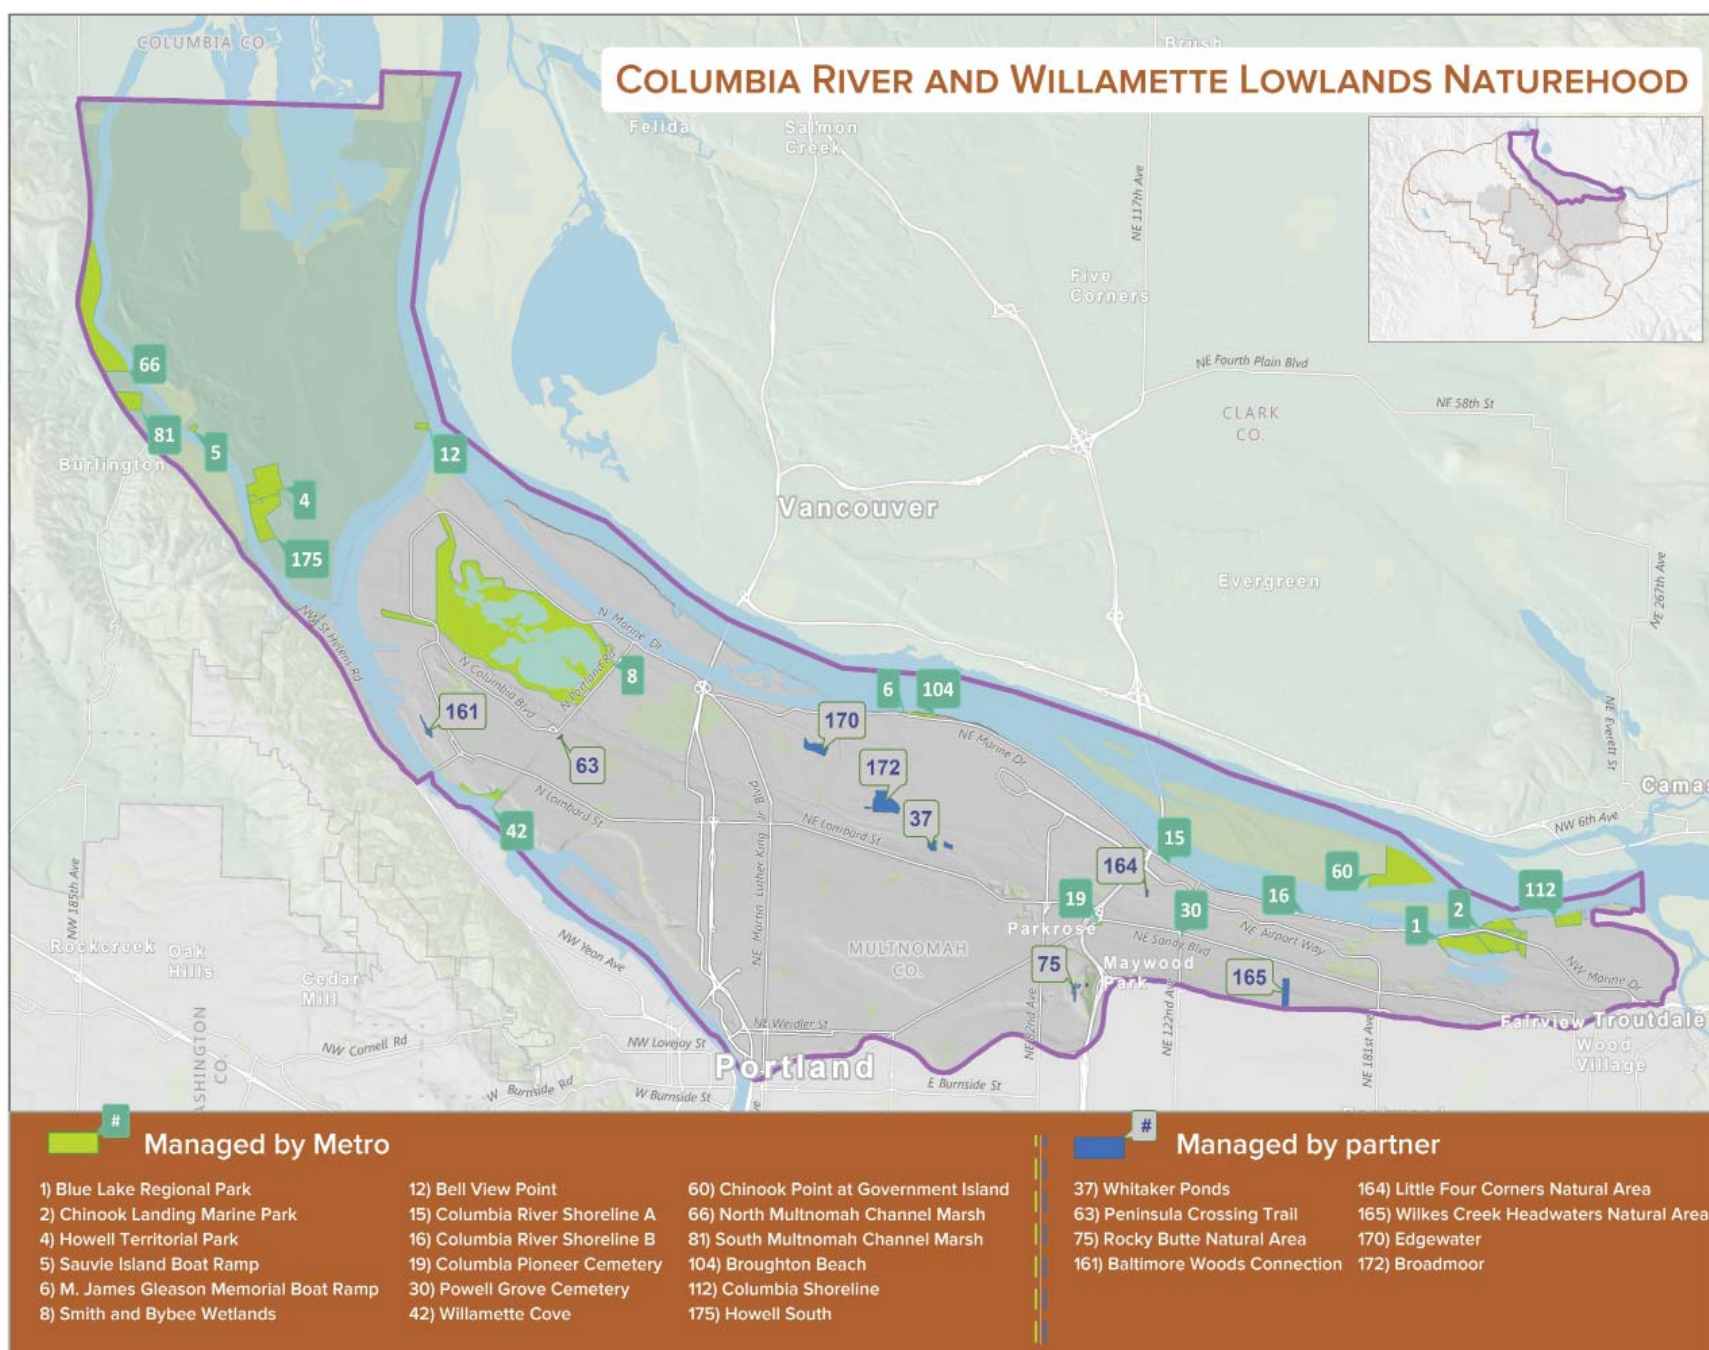 COLUMBIA CO.
Brush
COLUMBIA RIVER AND WILLAMETTE LOWLANDS NATUREHOOD
Felida
Salmon
Creek
NE 117th Ave
Five
Corners
66
NE Fourth Plain Blvd
NE 58th St
CLARK
CO.
81
5
12
Burlington
4
Vancouver
175
Evergreen
NE 267th Ave
NW St Helens Rd
N Marine Dr
N Columbia Blvd
N Portland Rd
8
6
104
161
170
NE Marine Dr
NE Everett St
63
172
Camas
N Lombard St
NE Martin Luther King Jr Blvd
37
NE Lombard St
NW 6th Ave
42
15
164
60
112
NW 185th Ave
19
30
16
2
1
Rockcreek
Oak
Hills
NW Yeon Ave
MULTNOMAH
CO.
Parkrose
NE Sandy Blvd
NE Airport Way
Cedar
Mill
75
Maywood
Park
165
NW Marine Dr
NE 82nd Ave
NE 122nd Ave
NE 181st Ave
NE Weidler St
Fairview
Troutdale
Wood
Village
NW Cornell Rd
NW Lovejoy St
Portland
ASHINGTON
CO.
W Burnside Rd
W Burnside St
E Burnside St
#
Managed by Metro
1) Blue Lake Regional Park
2) Chinook Landing Marine Park
4) Howell Territorial Park
5) Sauvie Island Boat Ramp
6) M. James Gleason Memorial Boat Ramp
8) Smith and Bybee Wetlands
12) Bell View Point
15) Columbia River Shoreline A
16) Columbia River Shoreline B
19) Columbia Pioneer Cemetery
30) Powell Grove Cemetery
42) Willamette Cove
60) Chinook Point at Government Island
66) North Multnomah Channel Marsh
81) South Multnomah Channel Marsh
104) Broughton Beach
112) Columbia Shoreline
175) Howell South
#
Managed by partner
37) Whitaker Ponds
63) Peninsula Crossing Trail
75) Rocky Butte Natural Area
161) Baltimore Woods Connection
164) Little Four Corners Natural Area
165) Wilkes Creek Headwaters Natural Area
170) Edgewater
172) Broadmoor